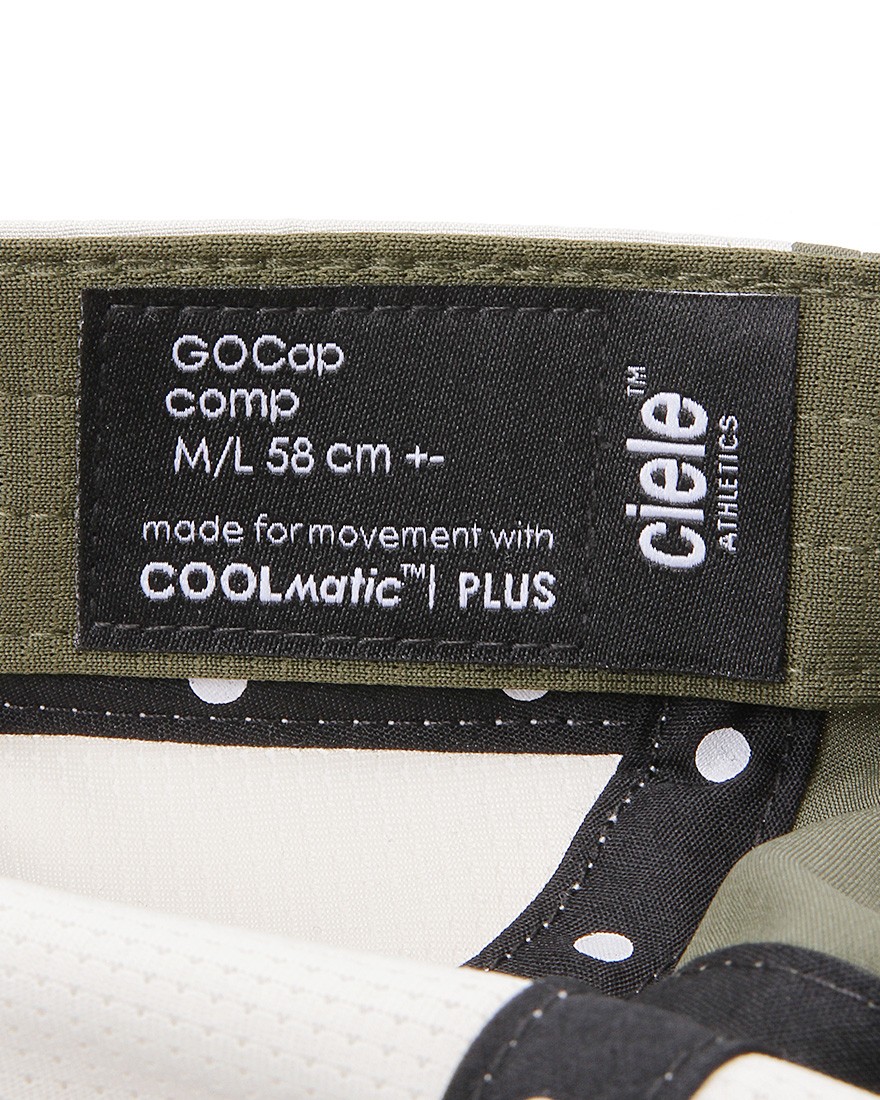 GOCap
comp
M/L 58 cm +-
made for movement with
COOLmatic™| PLUS
ciele™
ATHLETICS